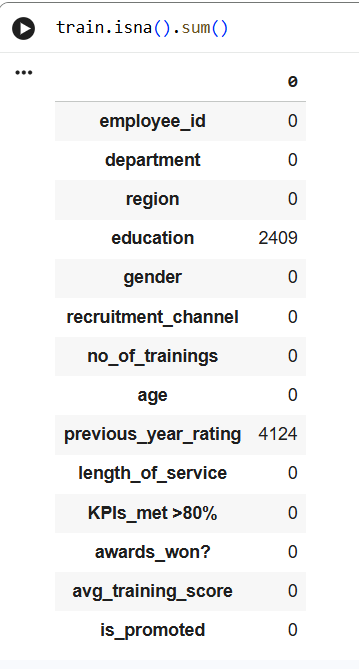 train.isna().sum()
0
employee_id 0
department 0
region 0
education 2409
gender 0
recruitment_channel 0
no_of_trainings 0
age 0
previous_year_rating 4124
length_of_service 0
KPIs_met >80% 0
awards_won? 0
avg_training_score 0
is_promoted 0